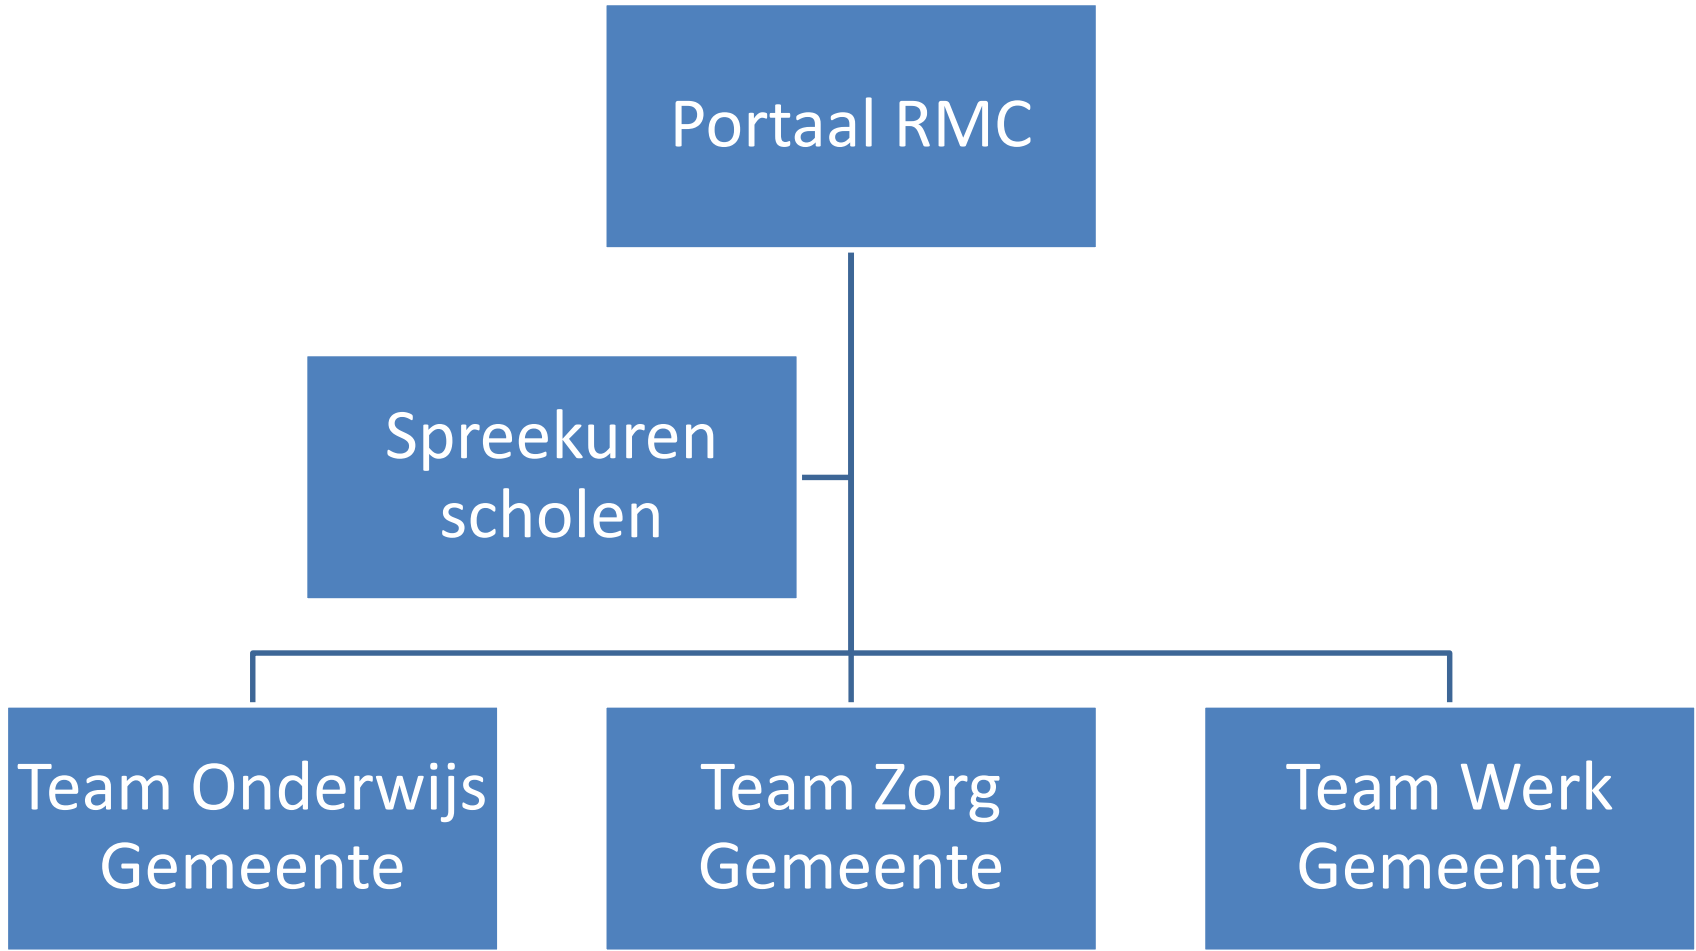 Portaal RMC
Spreekuren
scholen
Team Onderwijs
Gemeente
Team Zorg
Gemeente
Team Werk
Gemeente